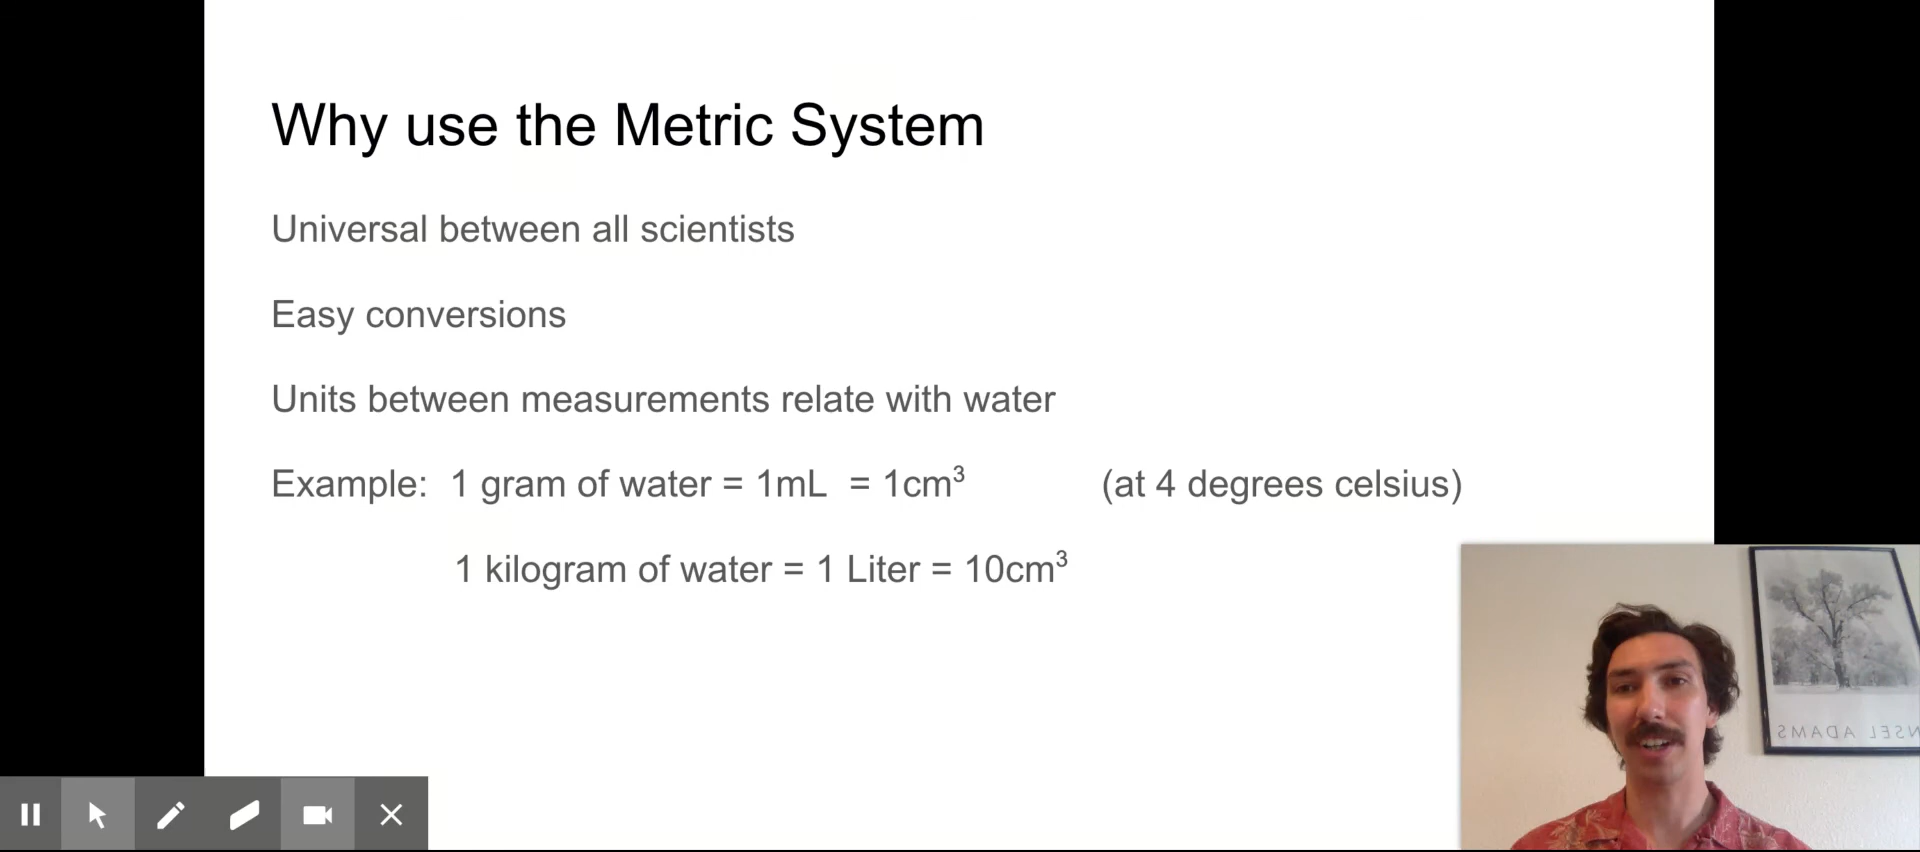 Why use the Metric System
Universal between all scientists
Easy conversions
Units between measurements relate with water
Example: 1 gram of water = 1mL = 1cm³ (at 4 degrees celsius)
1 kilogram of water = 1 Liter = 10cm³
NSEL ADAMS